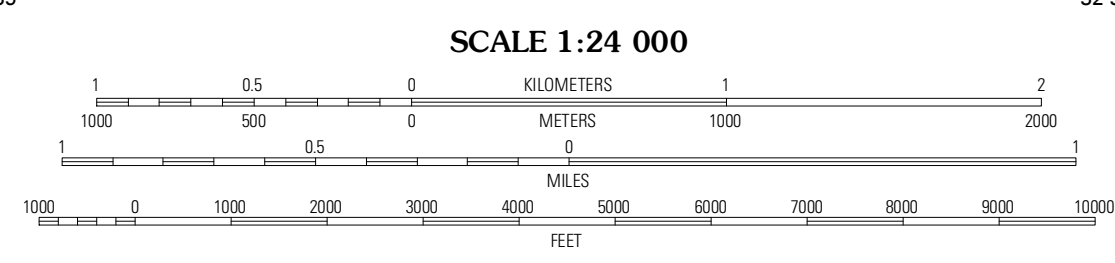 SCALE 1:24 000
1 0.5 0 KILOMETERS 1 2
1000 500 0 METERS 1000 2000
1 0.5 0 1
MILES
1000 0 1000 2000 3000 4000 5000 6000 7000 8000 9000 10000
FEET